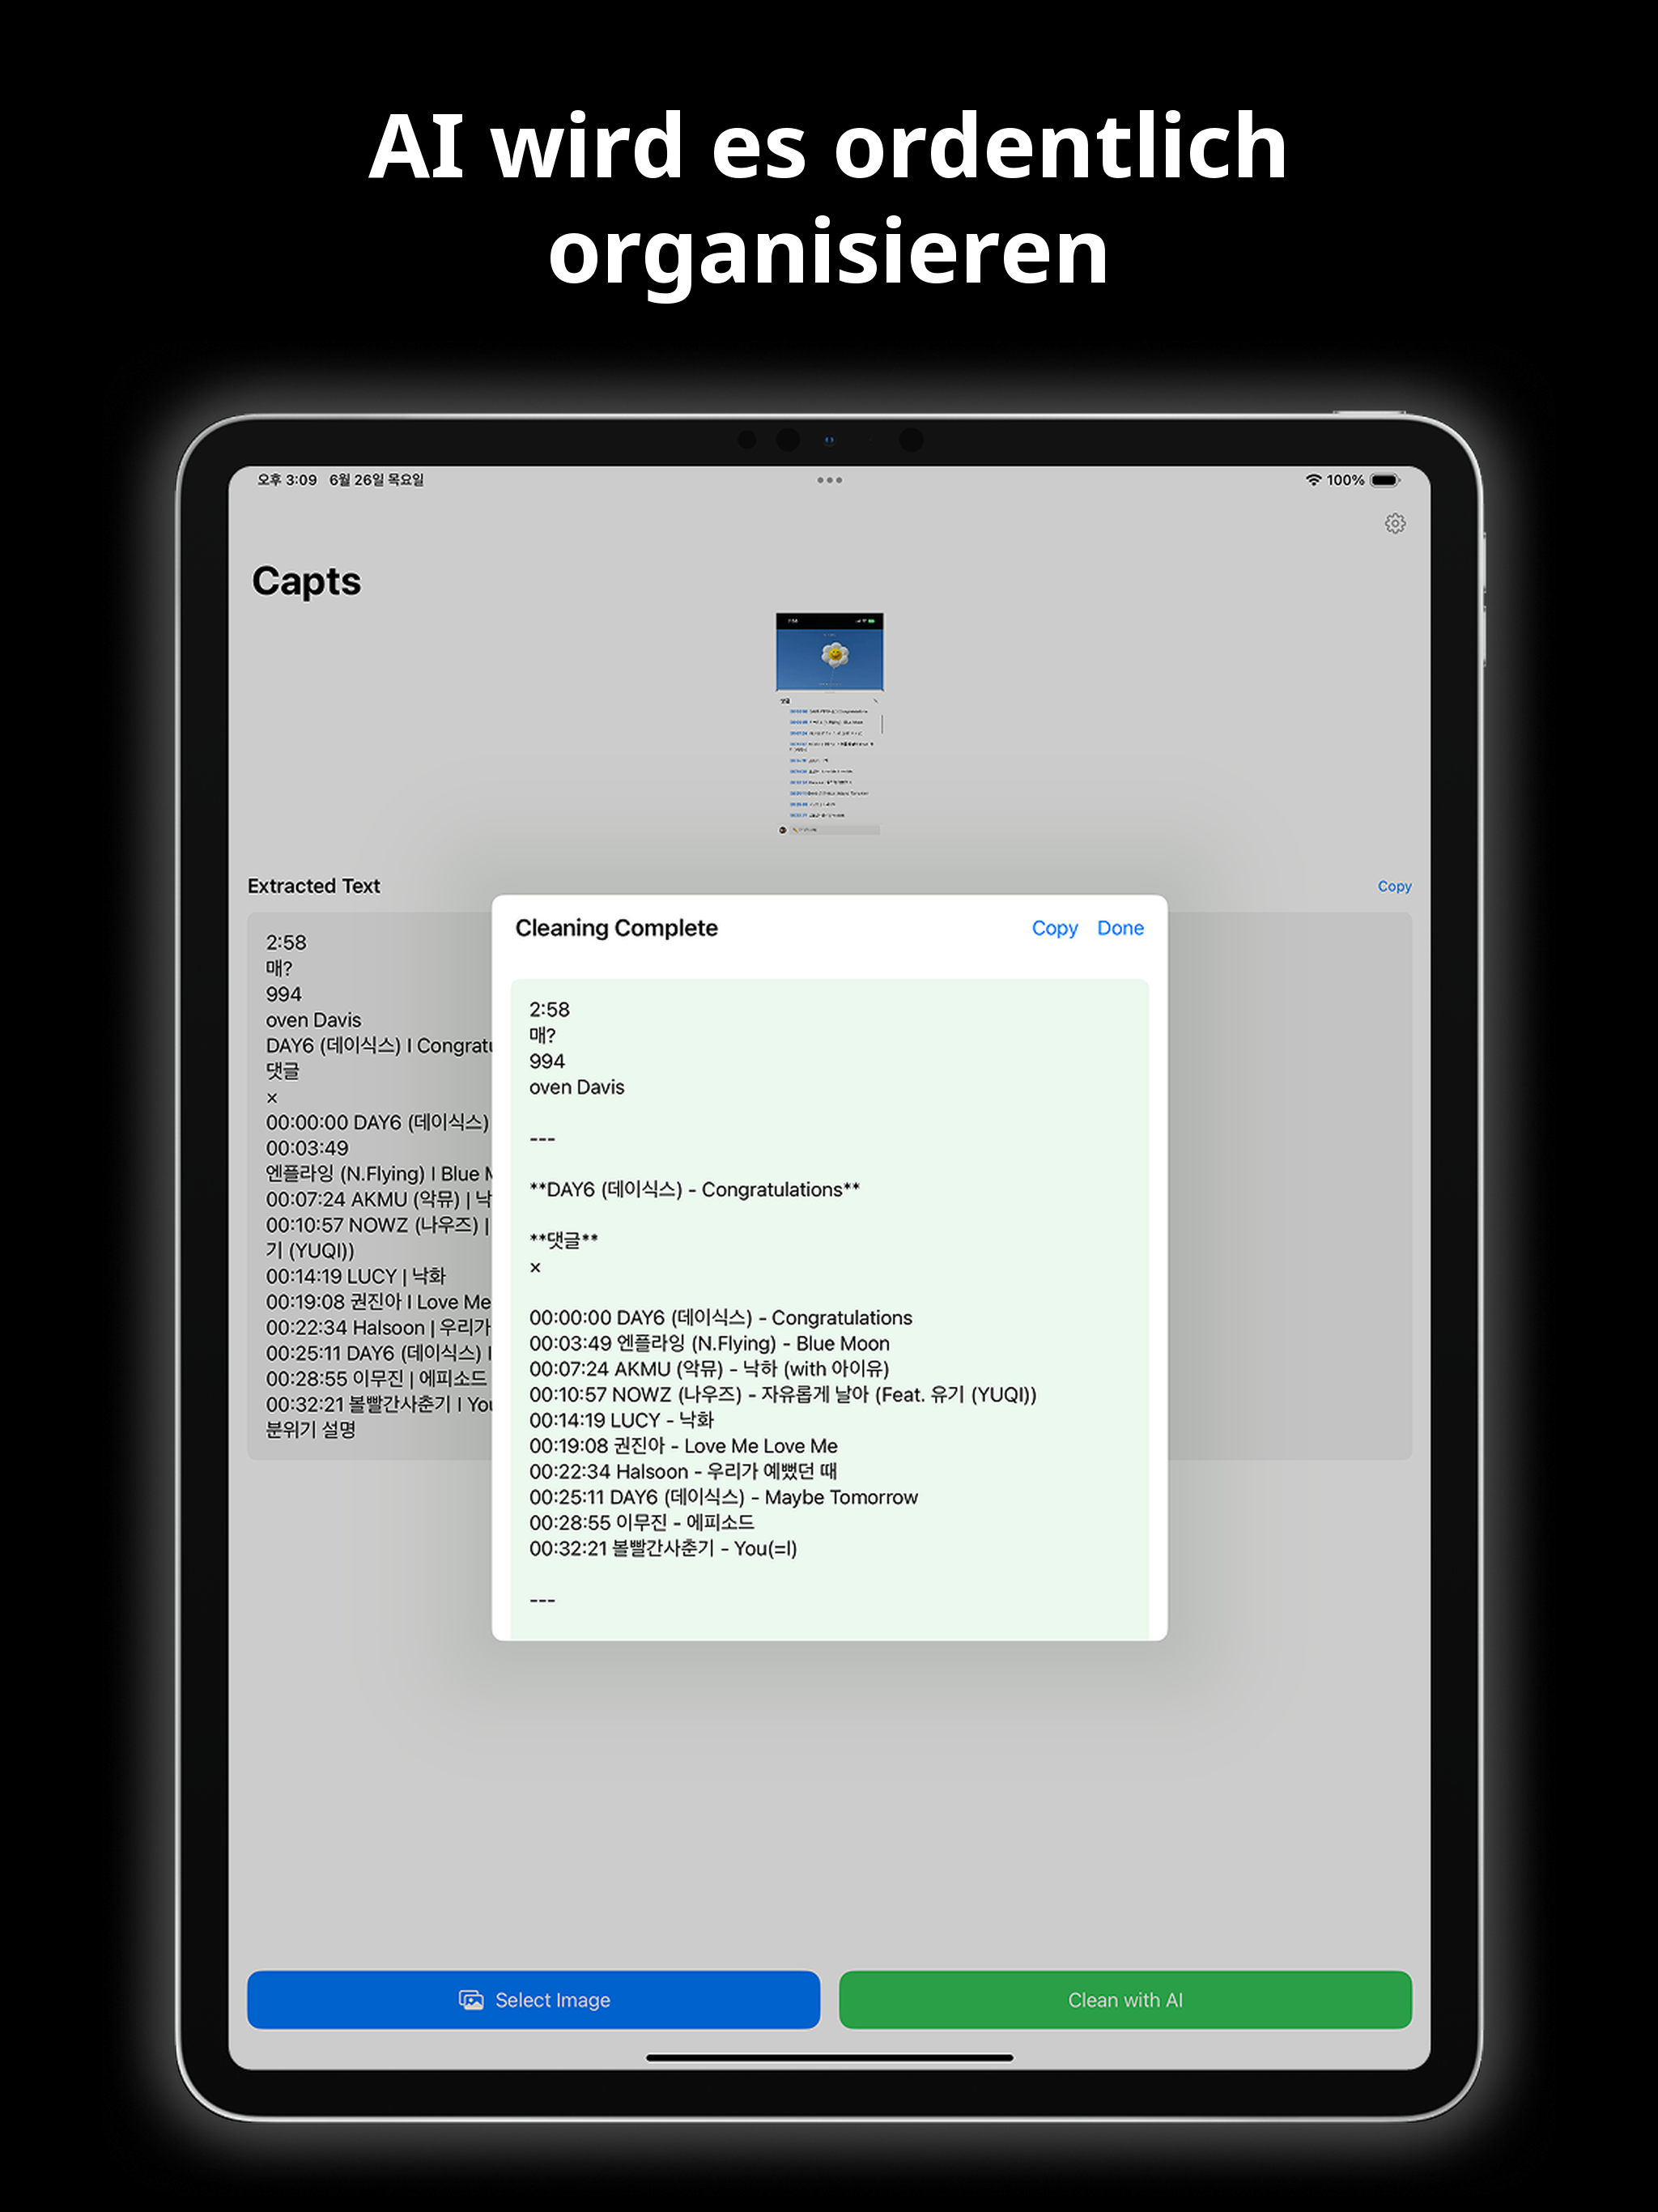 AI wird es ordentlich
organisieren
오후 3:09 6월 26일 목요일
100%
Capts
Extracted Text
Copy
2:58
매?
994
oven Davis
DAY6 (데이식스) I
댓글
×
00:00:00 DAY6 (데이식스)
00:03:49
엔플라잉 (N.Flying) I Blue
00:07:24 AKMU (악뮤) |
00:10:57 NOWZ (나우즈) |
기 (YUQI))
00:14:19 LUCY | 낙화
00:19:08 권진아 I Love Me
00:22:34 Halsoon | 우리가
00:25:11 DAY6 (데이식스) I
00:28:55 이무진 | 에피소드
00:32:21 볼빨간사춘기 I
분위기 설명
Cleaning Complete
Copy Done
2:58
매?
994
oven Davis
---
**DAY6 (데이식스) - Congratulations**
**댓글**
×
00:00:00 DAY6 (데이식스) - Congratulations
00:03:49 엔플라잉 (N.Flying) - Blue Moon
00:07:24 AKMU (악뮤) - 낙하 (with 아이유)
00:10:57 NOWZ (나우즈) - 자유롭게 날아 (Feat. 유기 (YUQI))
00:14:19 LUCY - 낙화
00:19:08 권진아 - Love Me Love Me
00:22:34 Halsoon - 우리가 예뻤던 때
00:25:11 DAY6 (데이식스) - Maybe Tomorrow
00:28:55 이무진 - 에피소드
00:32:21 볼빨간사춘기 - You(=I)
---
Select Image
Clean with AI